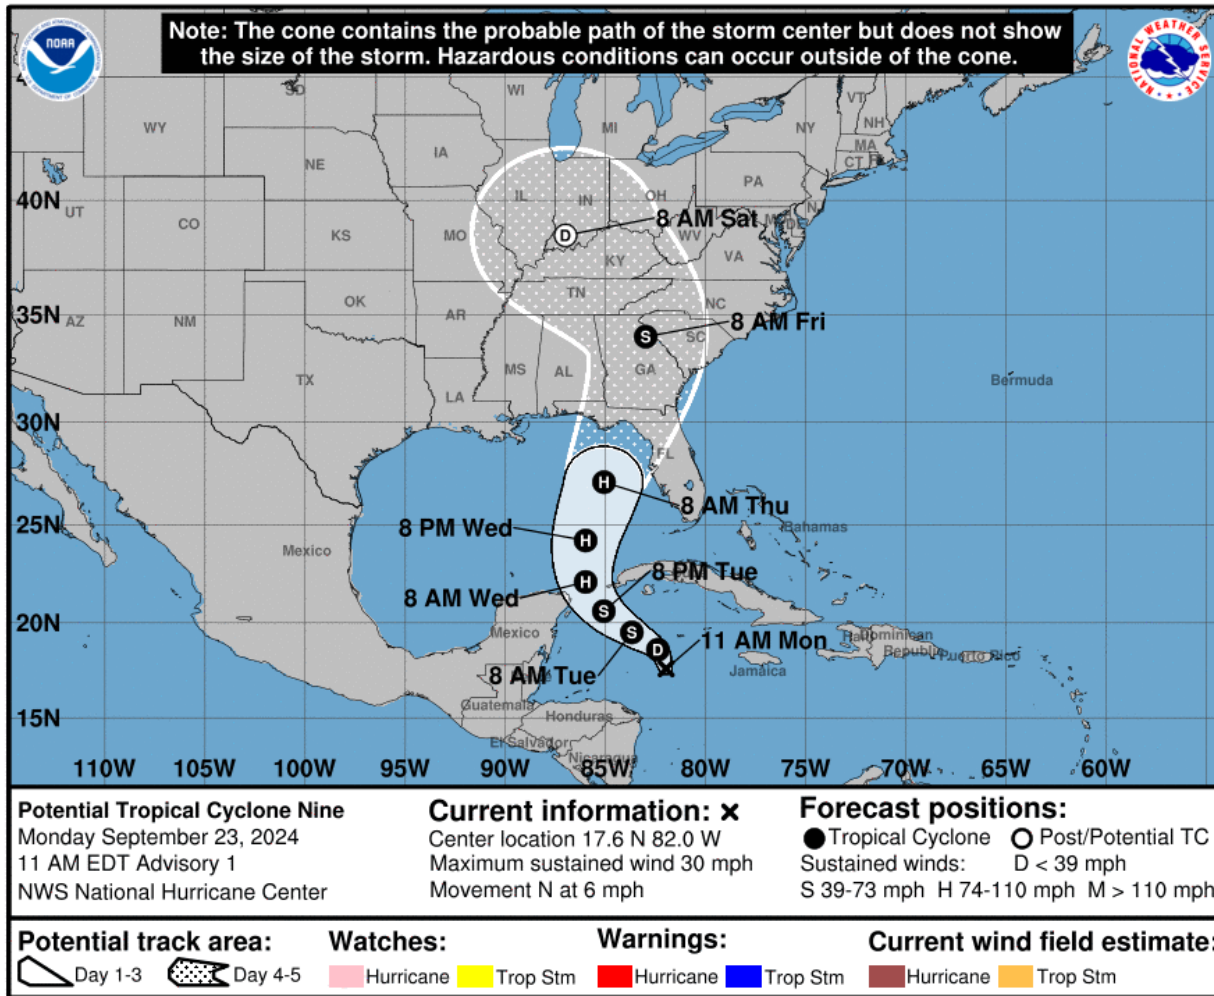 Note: The cone contains the probable path of the storm center but does not show
the size of the storm. Hazardous conditions can occur outside of the cone.
NOAA
NATIONAL WEATHER SERVICE
SD
WI
VT
WY
MI
NY
NH
IA
MA
NE
CT
PA
40N
IL
IN
OH
UT
CO
KS
MO
8 AM Sat
D
WV
DE
VA
KY
TN
NC
35N
OK
AR
8 AM Fri
S
SC
AZ
NM
MS
AL
GA
TX
Bermuda
LA
30N
FL
H
8 AM Thu
25N
8 PM Wed
H
Bahamas
Mexico
8 PM Tue
H
8 AM Wed
S
20N
Mexico
S
11 AM Mon
Haiti
Dominican
Republic
Puerto Rico
D
8 AM Tue
Jamaica
Guatemala
15N
Honduras
El Salvador
Nicaragua
110W
105W
100W
95W
90W
85W
80W
75W
70W
65W
60W
Potential Tropical Cyclone Nine
Monday September 23, 2024
11 AM EDT Advisory 1
NWS National Hurricane Center
Current information: x
Center location 17.6 N 82.0 W
Maximum sustained wind 30 mph
Movement N at 6 mph
Forecast positions:
Tropical Cyclone
Post/Potential TC
Sustained winds: D < 39 mph
S 39-73 mph H 74-110 mph M > 110 mph
Potential track area:
Day 1-3
Day 4-5
Watches:
Hurricane
Trop Stm
Warnings:
Hurricane
Trop Stm
Current wind field estimate:
Hurricane
Trop Stm